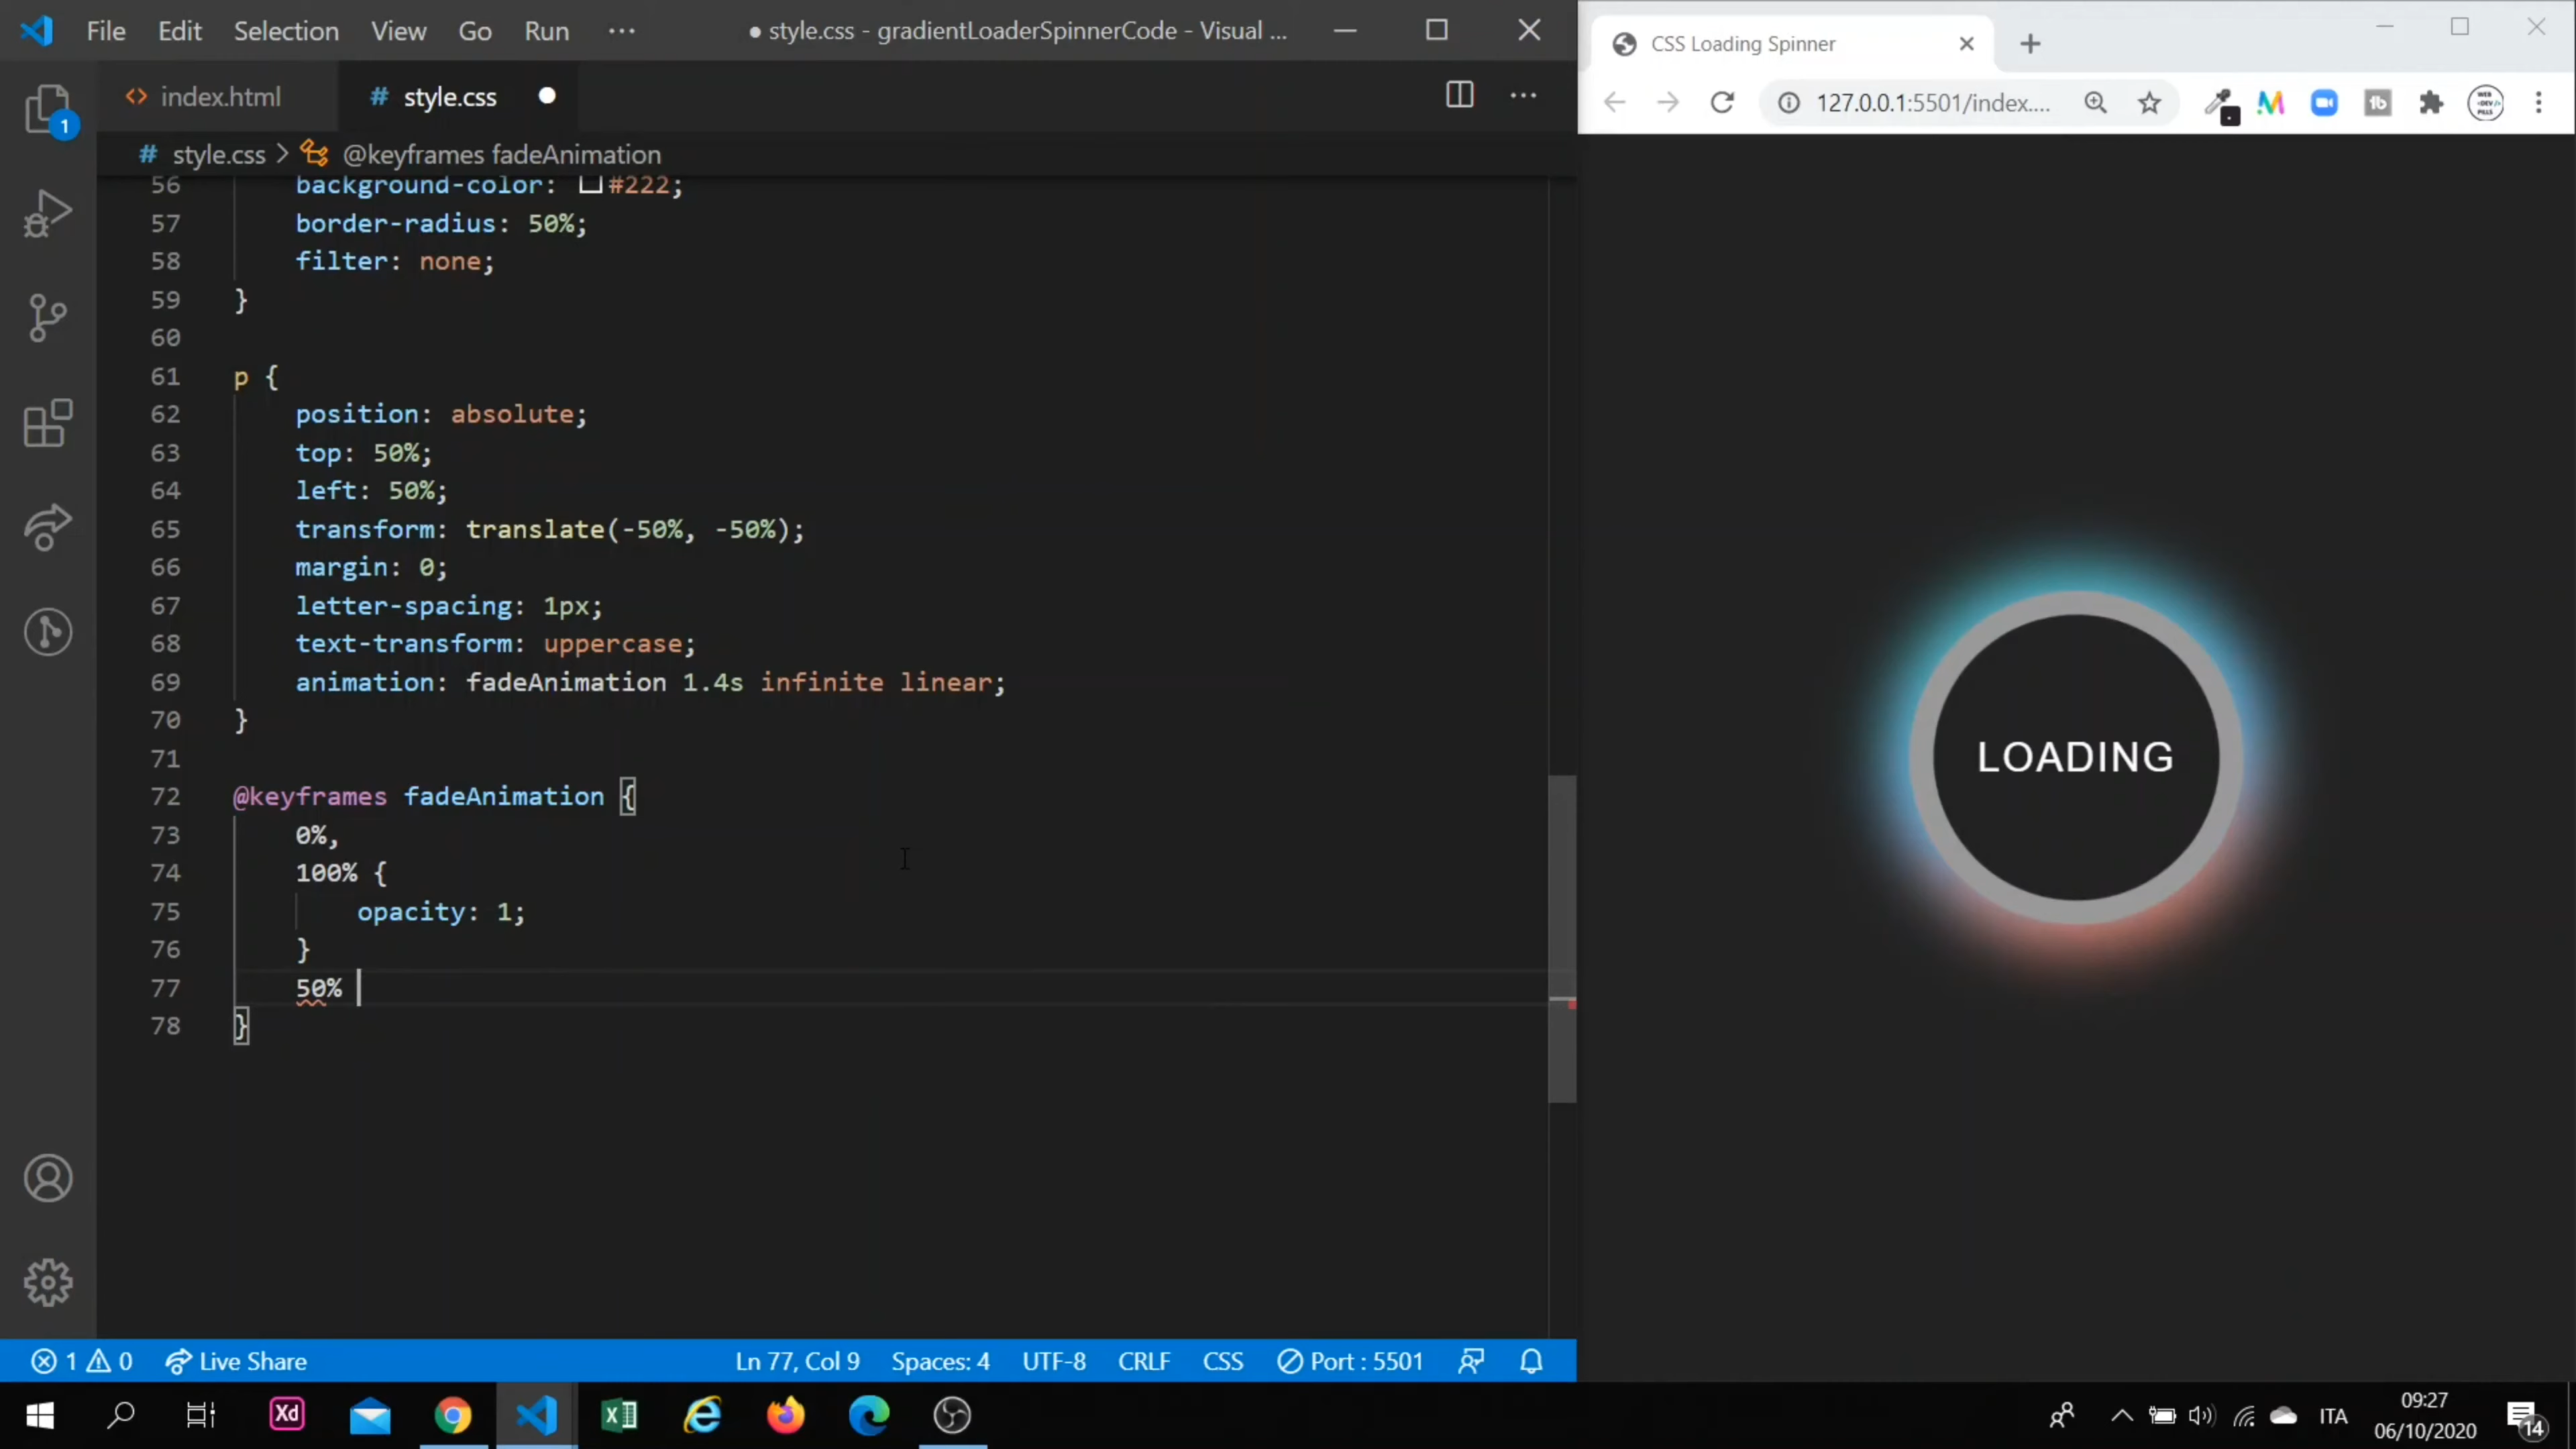 File Edit Selection View Go Run ··· ● style.css - gradientLoaderSpinnerCode - Visual ...
CSS Loading Spinner
index.html # style.css
127.0.0.1:5501/index....
1
# style.css > @keyframes fadeAnimation
56 background-color: #222;
57 border-radius: 50%;
58 filter: none;
59 }
60
61 p {
62 position: absolute;
63 top: 50%;
64 left: 50%;
65 transform: translate(-50%, -50%);
66 margin: 0;
67 letter-spacing: 1px;
68 text-transform: uppercase;
69 animation: fadeAnimation 1.4s infinite linear;
70 }
71
72 @keyframes fadeAnimation {
73 0%,
74 100% {
75 opacity: 1;
76 }
77 50%
78 }
LOADING
1 0 Live Share Ln 77, Col 9 Spaces: 4 UTF-8 CRLF CSS Port : 5501
Xd ITA 09:27
06/10/2020 14